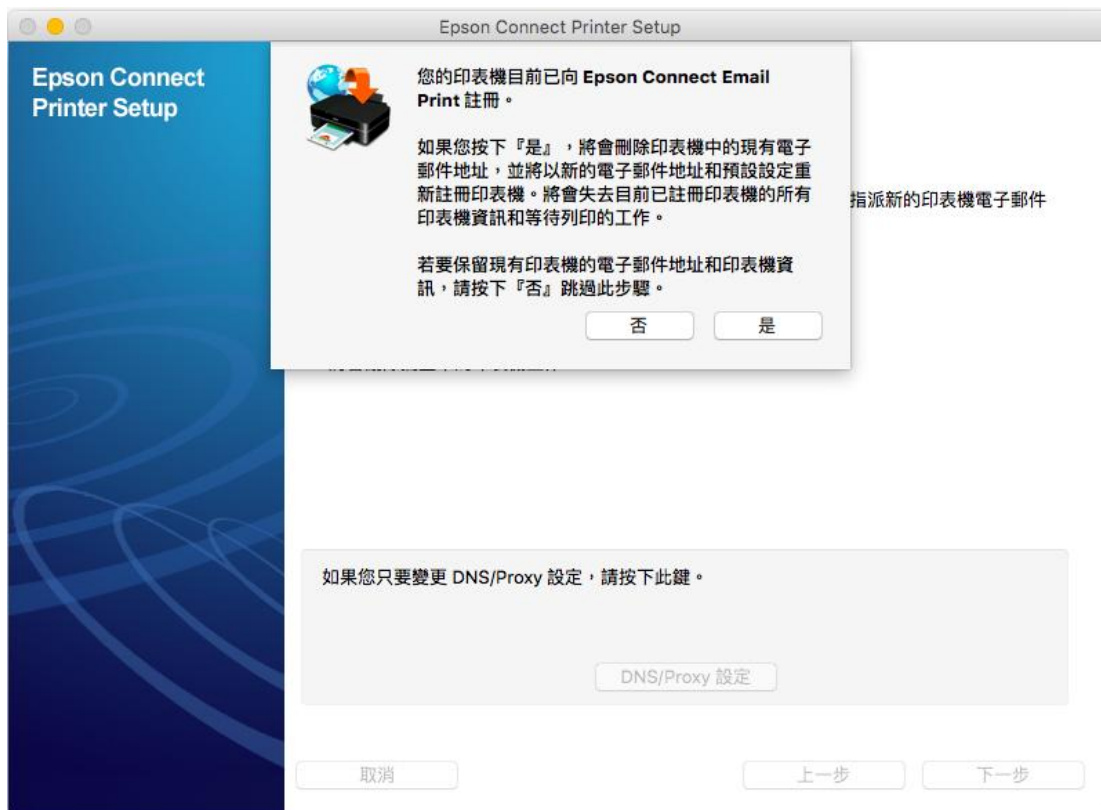 Epson Connect Printer Setup
Epson Connect
Printer Setup
您的印表機目前已向 Epson Connect Email
Print 註冊。
如果您按下『是』，將會刪除印表機中的現有電子
郵件地址，並將以新的電子郵件地址和預設設定重
新註冊印表機。將會失去目前已註冊印表機的所有
印表機資訊和等待列印的工作。
若要保留現有印表機的電子郵件地址和印表機資
訊，請按下『否』跳過此步驟。
否
是
指派新的印表機電子郵件
如果您只要變更 DNS/Proxy 設定，請按下此鍵。
DNS/Proxy 設定
取消
上一步
下一步